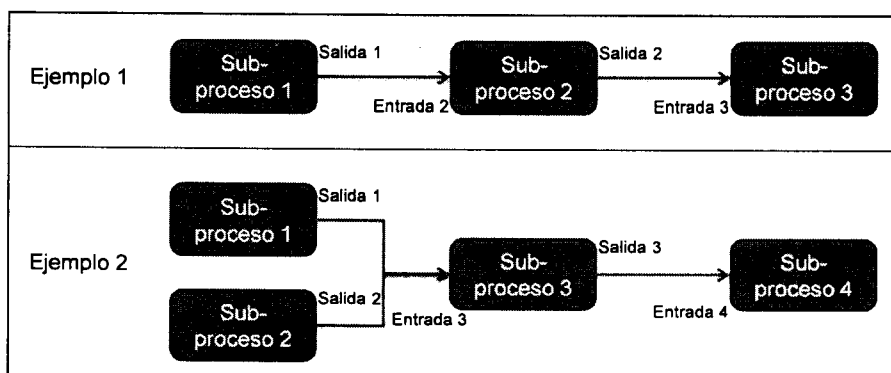 Ejemplo 1
Sub-
proceso 1
Salida 1
Entrada 2
Sub-
proceso 2
Salida 2
Entrada 3
Sub-
proceso 3
Ejemplo 2
Sub-
proceso 1
Salida 1
Sub-
proceso 2
Salida 2
Entrada 3
Sub-
proceso 3
Salida 3
Entrada 4
Sub-
proceso 4